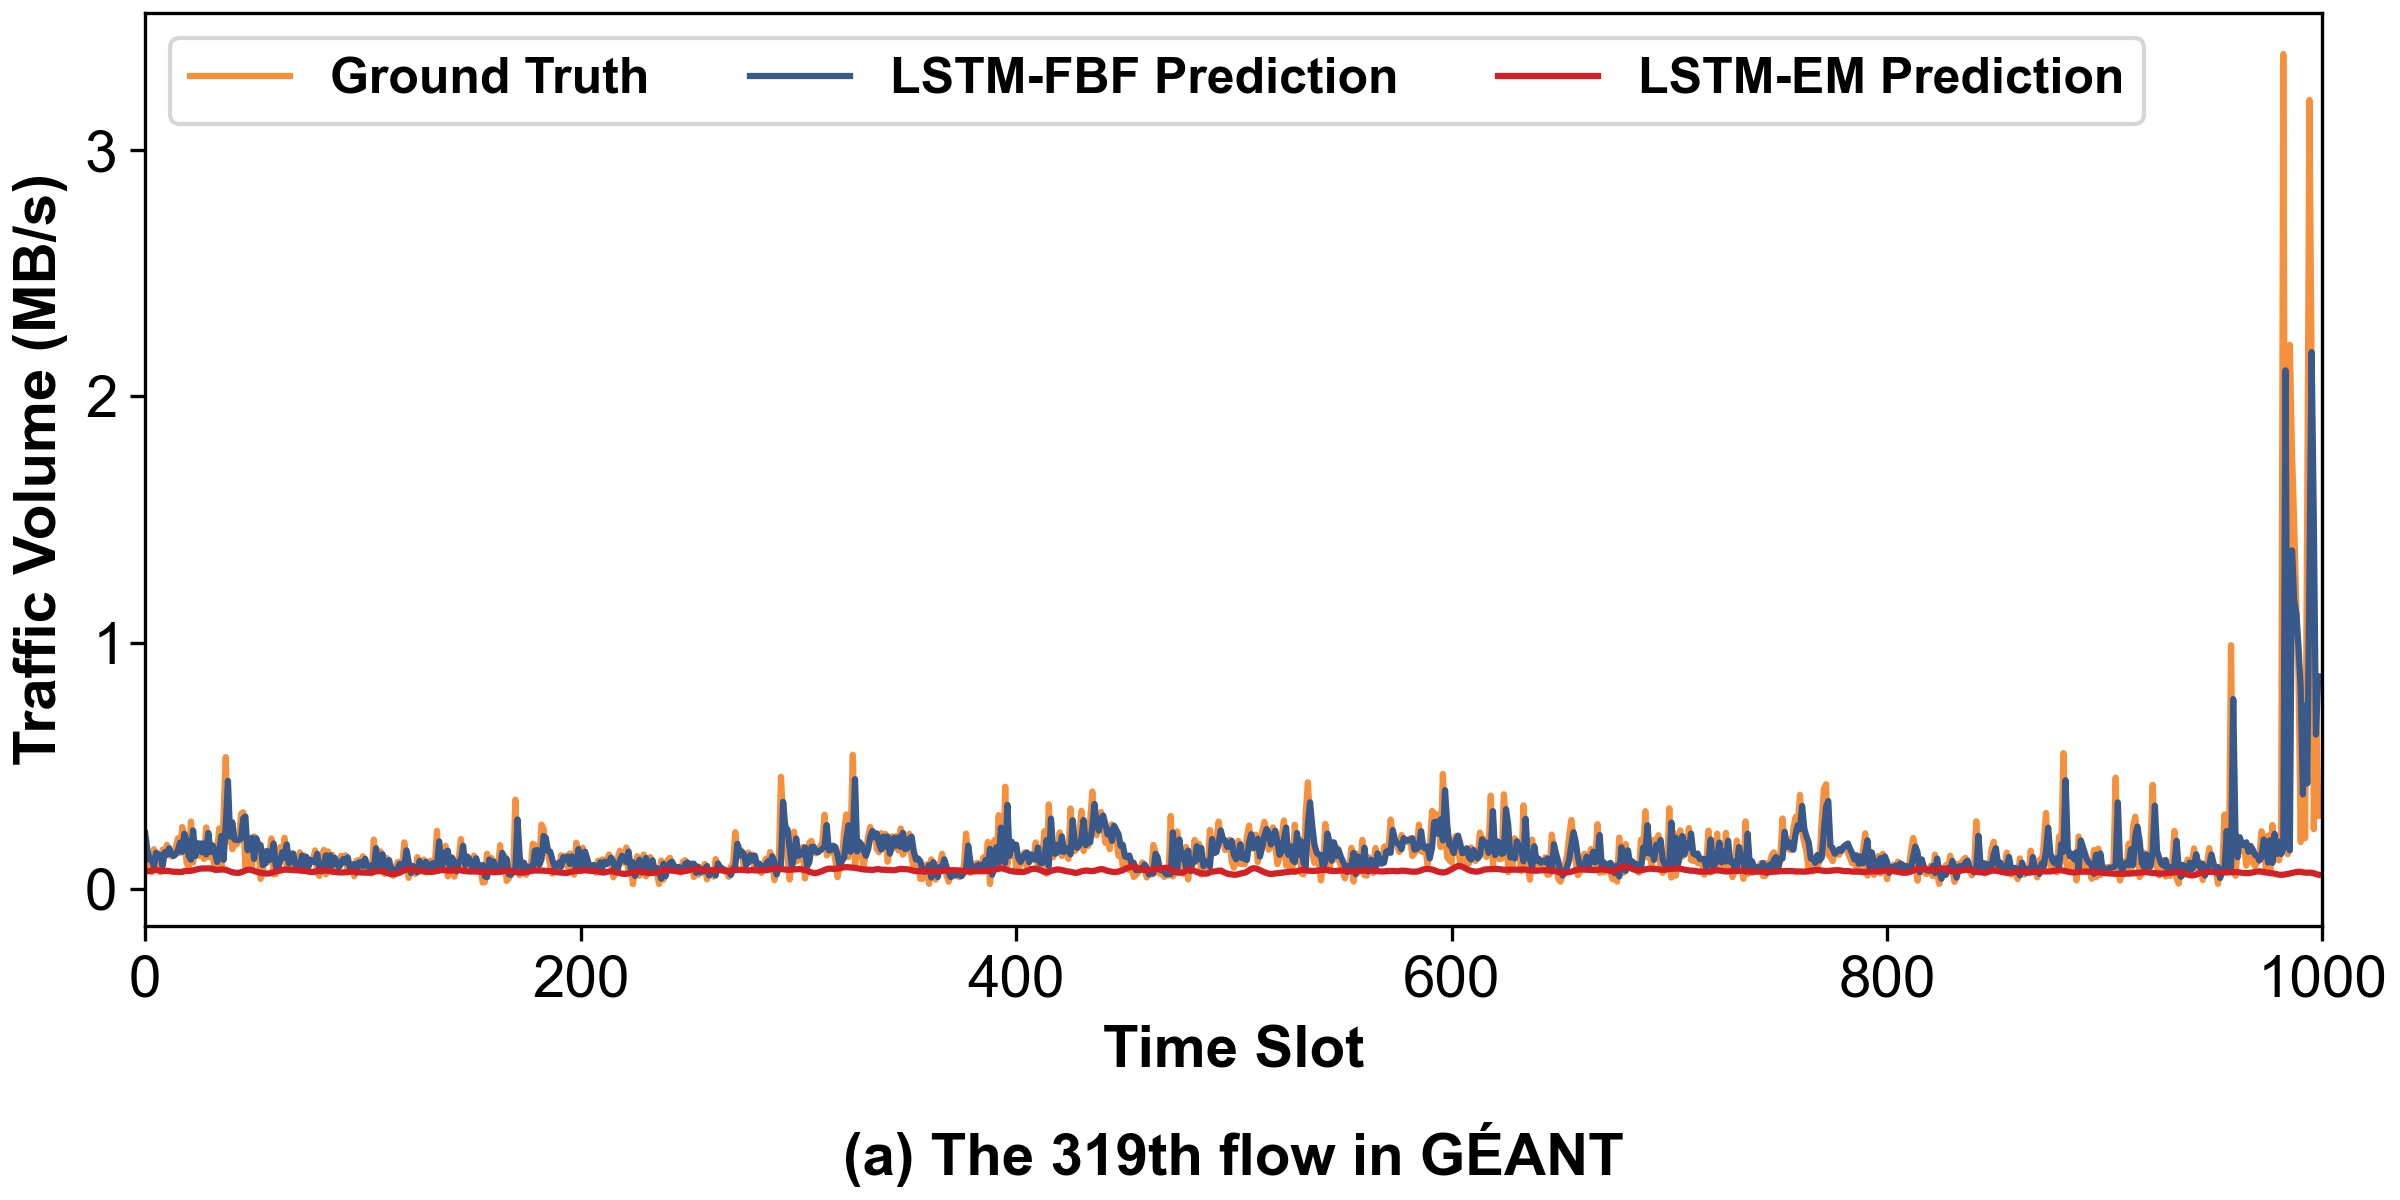 Ground Truth LSTM-FBF Prediction LSTM-EM Prediction
Traffic Volume (MB/s)
3
2
1
0
0 200 400 600 800 1000
Time Slot
(a) The 319th flow in GÉANT